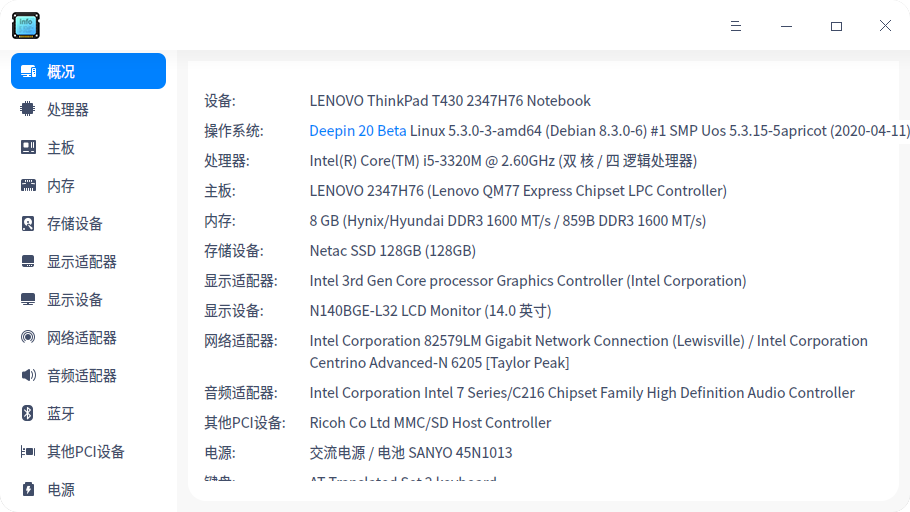 info
概况
处理器
主板
内存
存储设备
显示适配器
显示设备
网络适配器
音频适配器
蓝牙
其他PCI设备
电源
设备: LENOVO ThinkPad T430 2347H76 Notebook
操作系统: Deepin 20 Beta Linux 5.3.0-3-amd64 (Debian 8.3.0-6) #1 SMP Uos 5.3.15-5apricot (2020-04-11)
处理器: Intel(R) Core(TM) i5-3320M @ 2.60GHz (双 核 / 四 逻辑处理器)
主板: LENOVO 2347H76 (Lenovo QM77 Express Chipset LPC Controller)
内存: 8 GB (Hynix/Hyundai DDR3 1600 MT/s / 859B DDR3 1600 MT/s)
存储设备: Netac SSD 128GB (128GB)
显示适配器: Intel 3rd Gen Core processor Graphics Controller (Intel Corporation)
显示设备: N140BGE-L32 LCD Monitor (14.0 英寸)
网络适配器: Intel Corporation 82579LM Gigabit Network Connection (Lewisville) / Intel Corporation
Centrino Advanced-N 6205 [Taylor Peak]
音频适配器: Intel Corporation Intel 7 Series/C216 Chipset Family High Definition Audio Controller
其他PCI设备: Ricoh Co Ltd MMC/SD Host Controller
电源: 交流电源 / 电池 SANYO 45N1013
键盘: AT Translated Set 2 keyboard